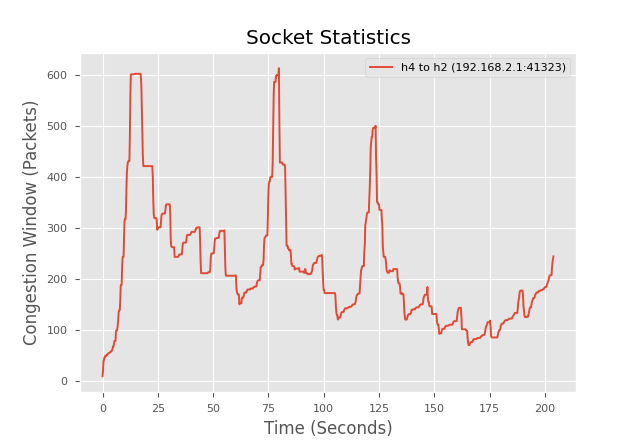 Socket Statistics
h4 to h2 (192.168.2.1:41323)
Congestion Window (Packets)
600
500
400
300
200
100
0
0 25 50 75 100 125 150 175 200
Time (Seconds)